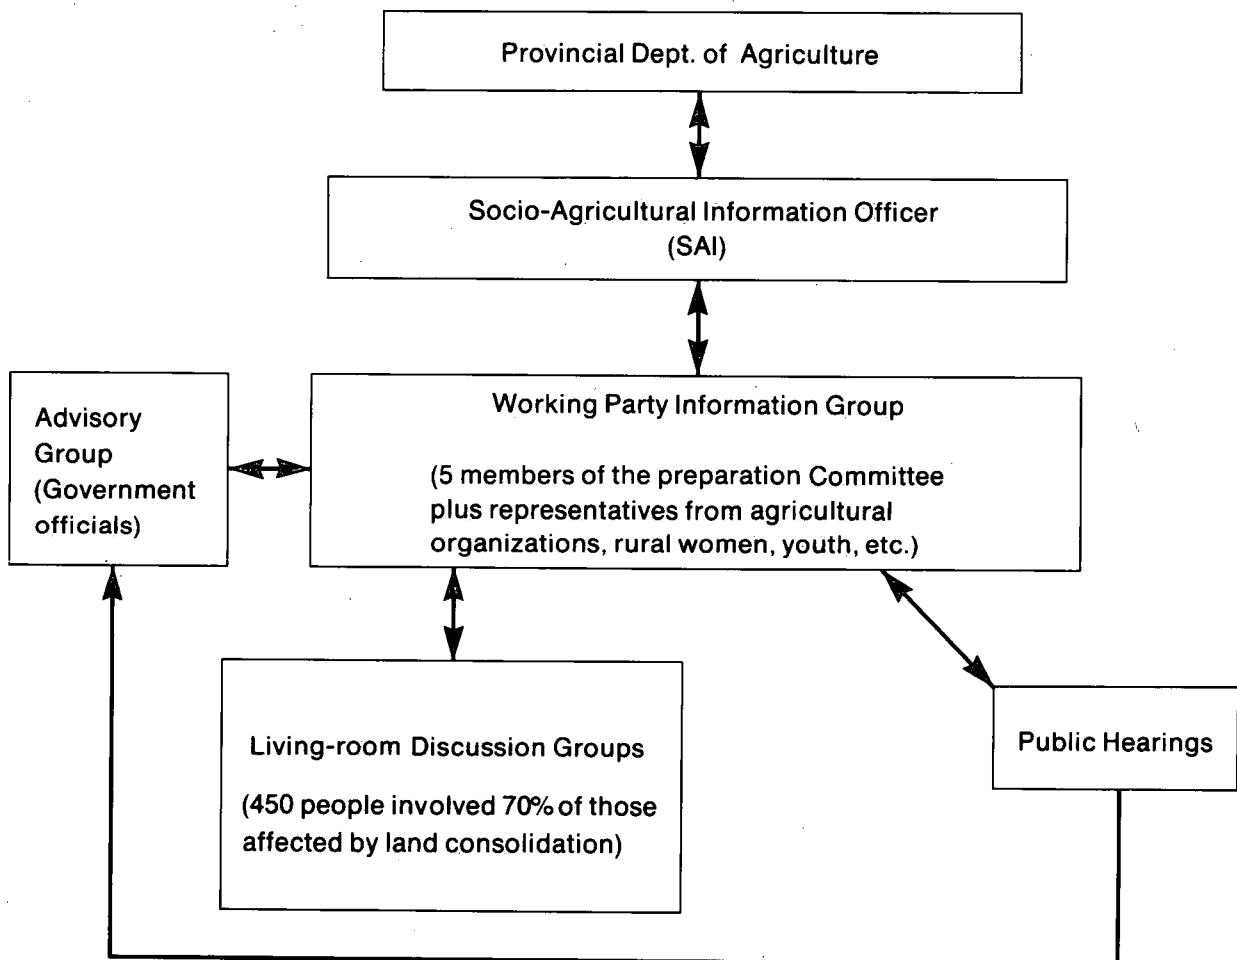 Provincial Dept. of Agriculture
Socio-Agricultural Information Officer
(SAI)
Advisory
Group
(Government
officials)
Working Party Information Group
(5 members of the preparation Committee
plus representatives from agricultural
organizations, rural women, youth, etc.)
Living-room Discussion Groups
(450 people involved 70% of those
affected by land consolidation)
Public Hearings